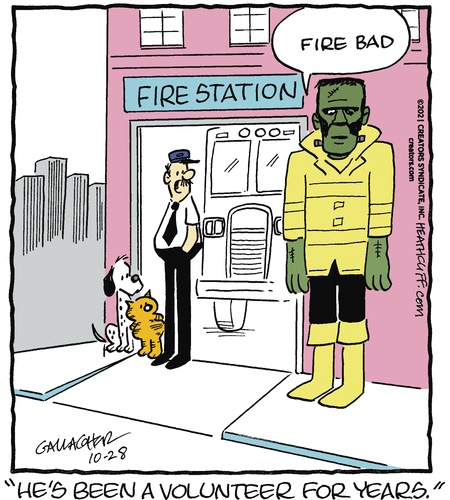 FIRE BAD
FIRE STATION
©2021 CREATORS SYNDICATE, INC. HEATHCLIFF.COM
creators.com
GALLAGHER
10-28
"HE'S BEEN A VOLUNTEER FOR YEARS."